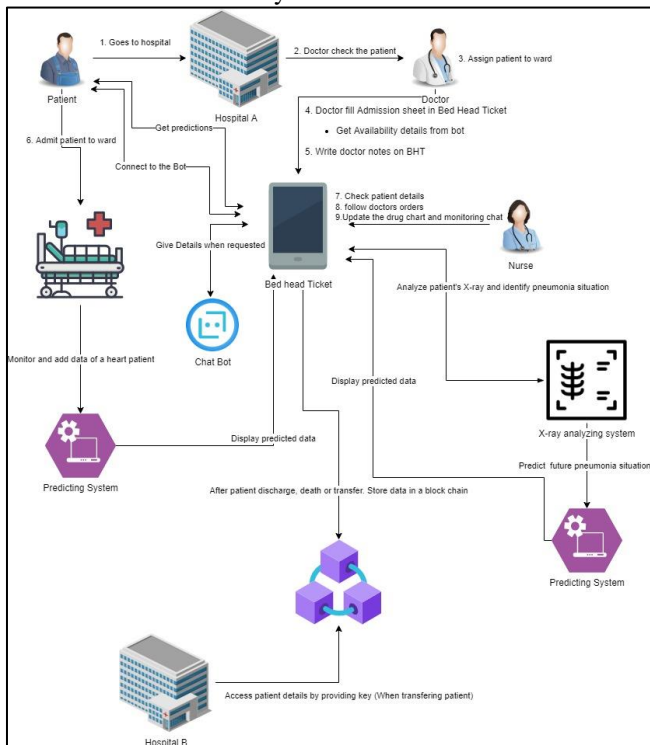 1. Goes to hospital
2. Doctor check the patient
3. Assign patient to ward
Patient
Hospital A
Doctor
Get predictions
4. Doctor fill Admission sheet in Bed Head Ticket
• Get Availability details from bot
5. Write doctor notes on BHT
6. Admit patient to ward
Connect to the Bot
7. Check patient details
8. follow doctors orders
9.Update the drug chart and monitoring chat
Give Details when requested
Nurse
Bed head Ticket
Analyze patient's X-ray and identify pneumonia situation
Chat Bot
Monitor and add data of a heart patient
Display predicted data
X-ray analyzing system
Display predicted data
Predict future pneumonia situation
Predicting System
After patient discharge, death or transfer. Store data in a block chain
Predicting System
Access patient details by providing key (When transfering patient)
Hospital B